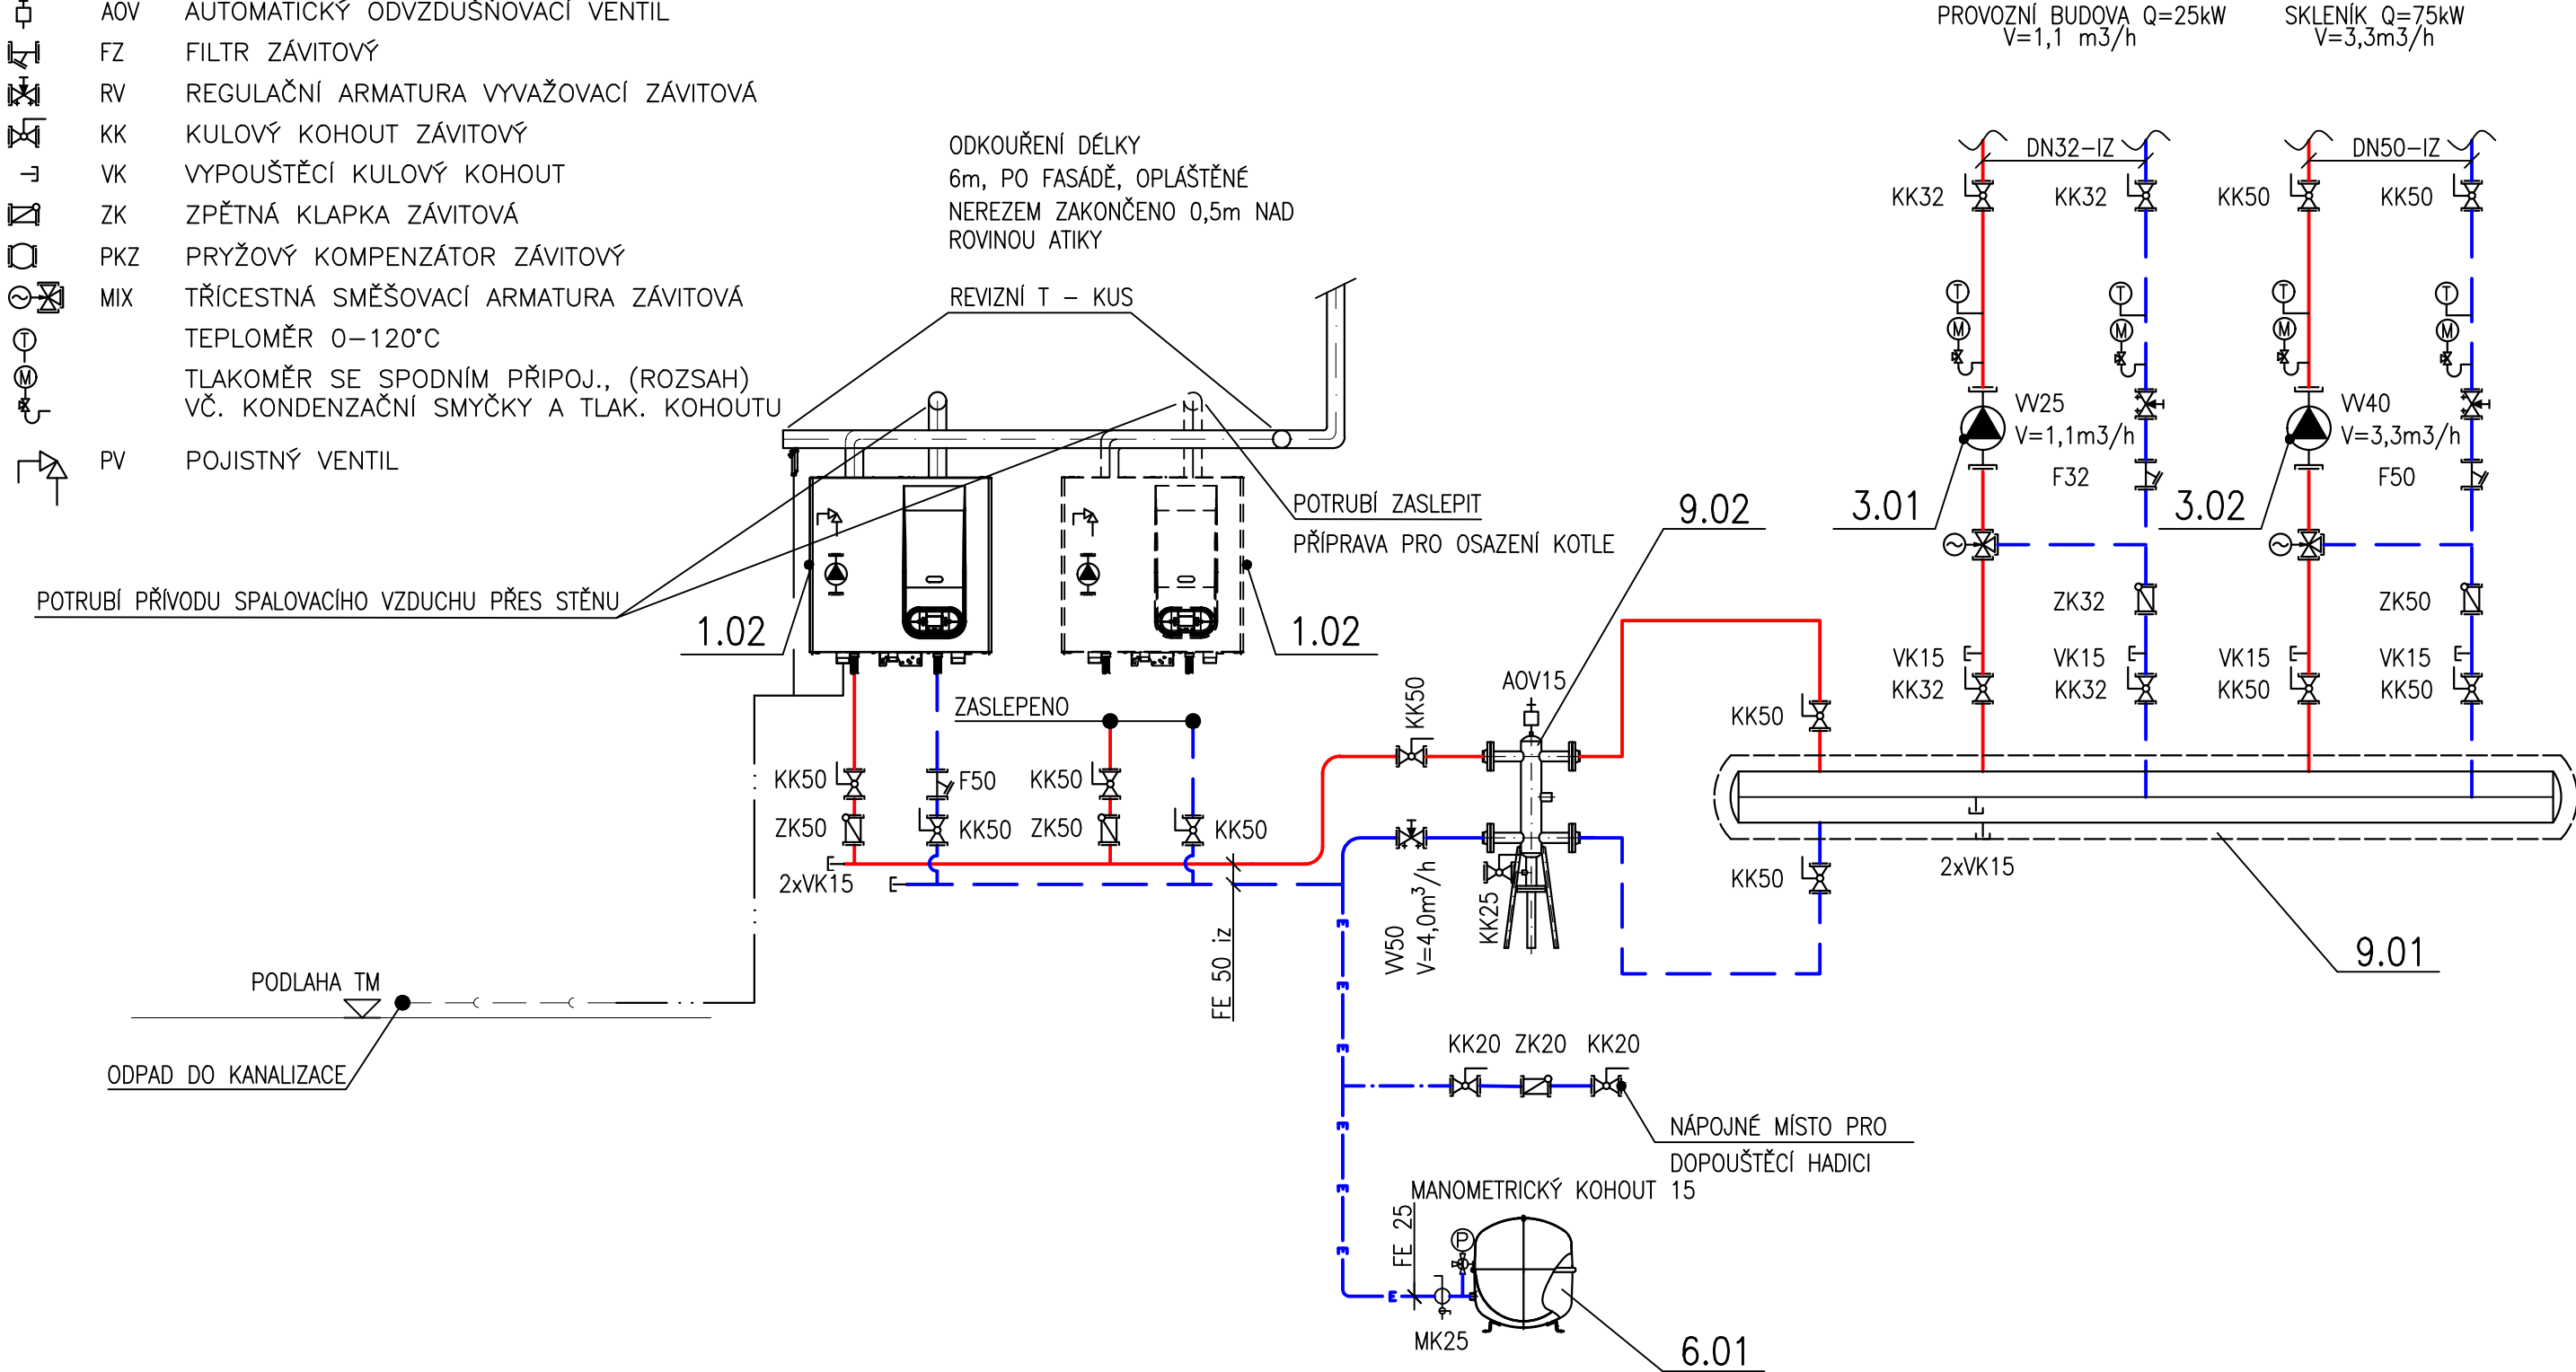 AOV AUTOMATICKÝ ODVZDUŠŇOVACÍ VENTIL
FZ FILTR ZÁVITOVÝ
RV REGULAČNÍ ARMATURA VYVAŽOVACÍ ZÁVITOVÁ
KK KULOVÝ KOHOUT ZÁVITOVÝ
VK VYPOUŠTĚCÍ KULOVÝ KOHOUT
ZK ZPĚTNÁ KLAPKA ZÁVITOVÁ
PKZ PRYŽOVÝ KOMPENZÁTOR ZÁVITOVÝ
MIX TŘÍCESTNÁ SMĚŠOVACÍ ARMATURA ZÁVITOVÁ
T TEPLOMĚR 0-120°C
M TLAKOMĚR SE SPODNÍM PŘIPOJ., (ROZSAH)
VČ. KONDENZAČNÍ SMYČKY A TLAK. KOHOUTU
PV POJISTNÝ VENTIL
ODKOUŘENÍ DÉLKY
6m, PO FASÁDĚ, OPLÁŠTĚNÉ
NEREZEM ZAKONČENO 0,5m NAD
ROVINOU ATIKY
REVIZNÍ T - KUS
POTRUBÍ ZASLEPIT
PŘÍPRAVA PRO OSAZENÍ KOTLE
POTRUBÍ PŘÍVODU SPALOVACÍHO VZDUCHU PŘES STĚNU
1.02
1.02
ZASLEPENO
KK50
F50
KK50
ZK50
KK50
ZK50
KK50
2xVK15
FE 50 iz
PODLAHA TM
ODPAD DO KANALIZACE
9.02
AOV15
KK50
VV50
V=4,0m³/h
KK25
KK50
KK50
PROVOZNÍ BUDOVA Q=25kW
V=1,1 m3/h
SKLENÍK Q=75kW
V=3,3m3/h
DN32-IZ
DN50-IZ
KK32
KK32
KK50
KK50
T
T
T
T
M
M
M
M
VV25
V=1,1m3/h
VV40
V=3,3m3/h
F32
F50
3.01
3.02
ZK32
ZK50
VK15
VK15
VK15
VK15
KK32
KK32
KK50
KK50
2xVK15
9.01
KK20 ZK20 KK20
NÁPOJNÉ MÍSTO PRO
DOPOUŠTĚCÍ HADICI
MANOMETRICKÝ KOHOUT 15
FE 25
P
MK25
6.01
E
E
E
E
E
E
E